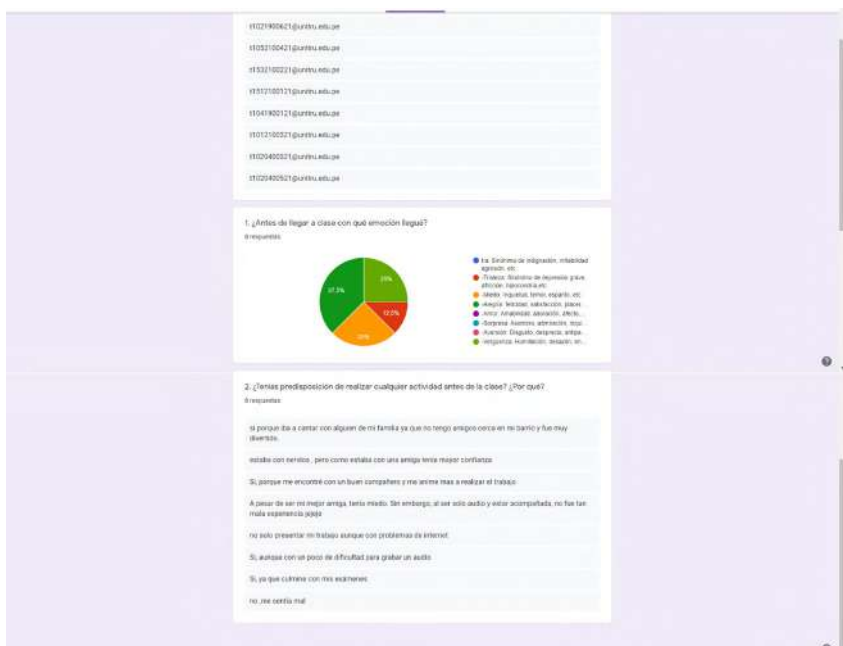 t1021900621@unitru.edu.pe
t1052100421@unitru.edu.pe
t1532100221@unitru.edu.pe
t1512100121@unitru.edu.pe
t1041900121@unitru.edu.pe
t1012100321@unitru.edu.pe
t1020400321@unitru.edu.pe
t1020400521@unitru.edu.pe
1. ¿Antes de llegar a clase con qué emoción llegué?
8 respuestas
37,5%
25%
12,5%
25%
Ira: Sinónimo de indignación, irritabilidad
agresión, etc
-Tristeza: Sinónimo de depresión grave,
aflicción, hipocondría,etc
-Miedo: Inquietud, temor, espanto, etc
-Alegría: felicidad, satisfacción, placer,...
-Amor: Amabilidad, adoración, afecto,...
-Sorpresa: Asombro, admiración,
-Aversión: Disgusto, desprecio, antipa...
-Vergüenza: Humillación, desazón,
2. ¿Tenías predisposición de realizar cualquier actividad antes de la clase? ¿Por qué?
8 respuestas
si porque iba a cantar con alguien de mi familia ya que no tengo amigos cerca en mi barrio y fue muy
divertido.
estaba con nervios , pero como estaba con una amiga tenía mayor confianza
Si, porque me encontré con un buen compañero y me anime mas a realizar el trabajo
A pesar de ser mi mejor amiga, tenía miedo. Sin embargo, al ser solo audio y estar acompañada, no fue tan
mala experiencia jejeje
no solo presentar mi trabajo aunque con problemas de internet
Si, aunque con un poco de dificultad para grabar un audio
Si, ya que culmine con mis exámenes
no ,me sentía mal